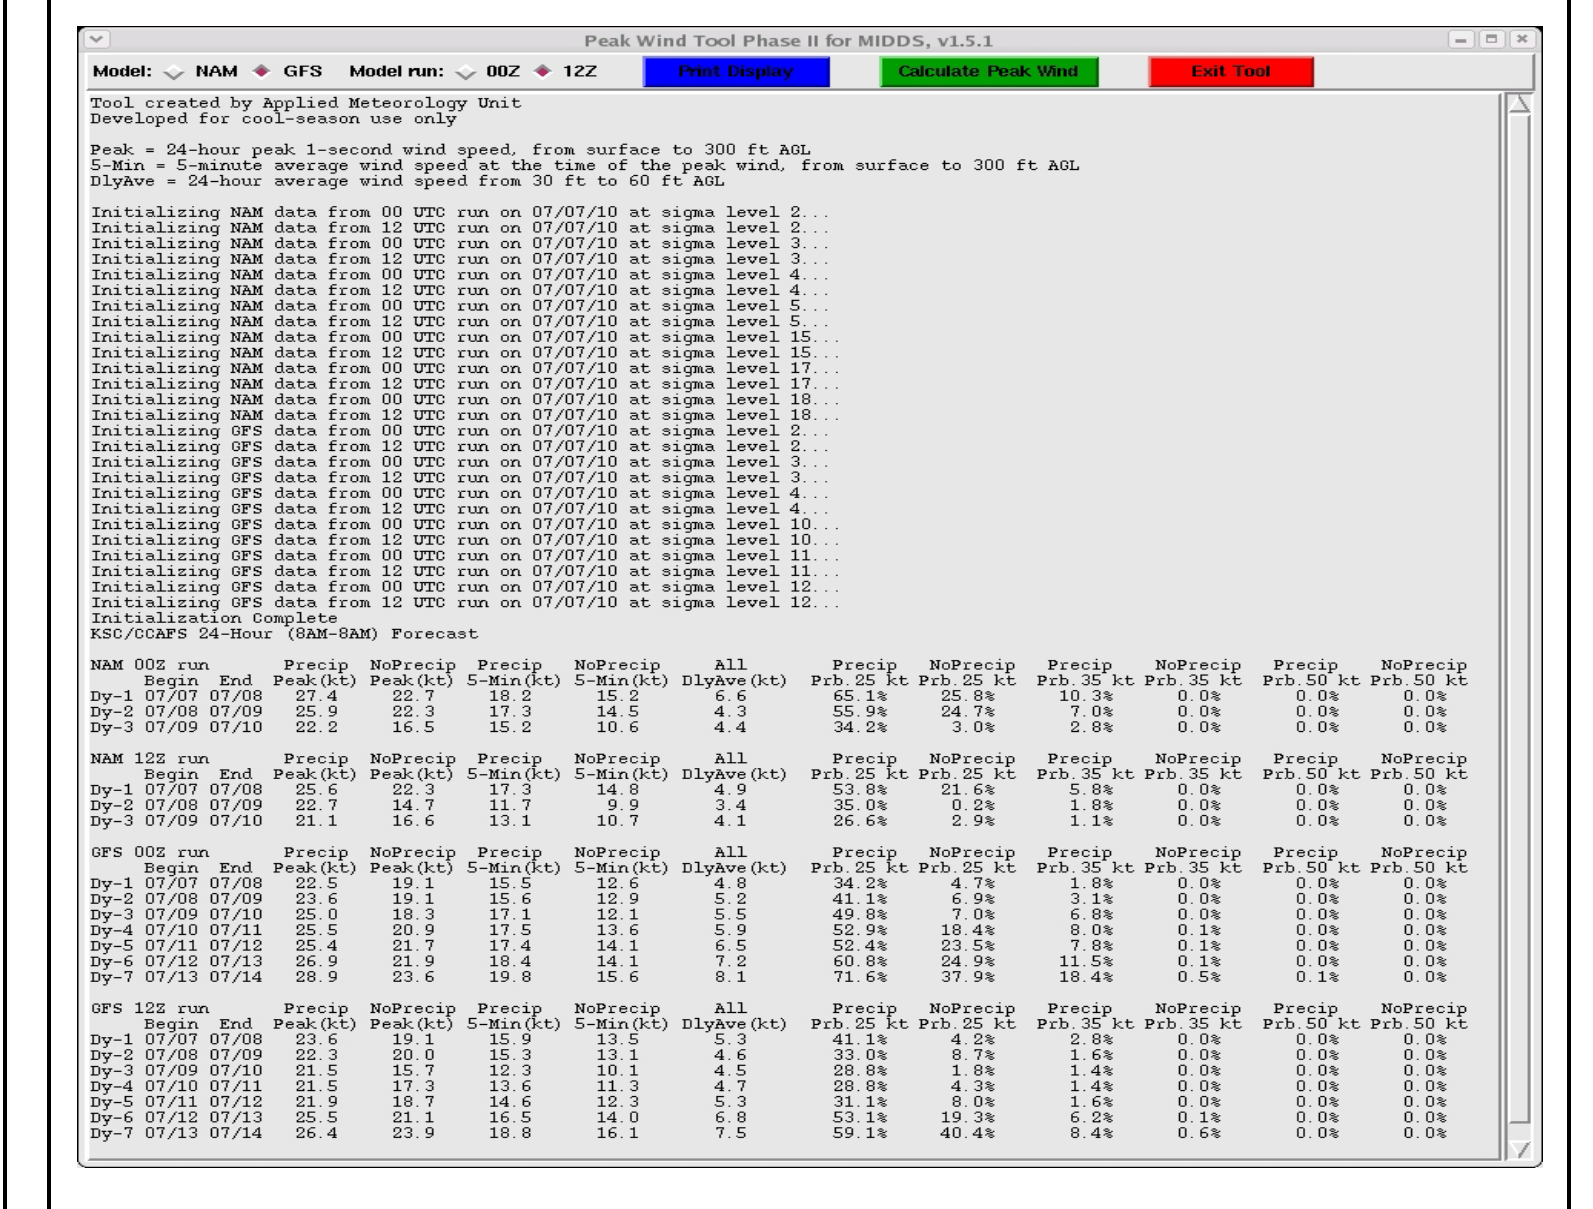 Peak Wind Tool Phase II for MIDDS, v1.5.1
Model: NAM GFS Model run: 00Z 12Z Print Display Calculate Peak Wind Exit Tool
Tool created by Applied Meteorology Unit
Developed for cool-season use only
Peak = 24-hour peak 1-second wind speed, from surface to 300 ft AGL
5-Min = 5-minute average wind speed at the time of the peak wind, from surface to 300 ft AGL
DlyAve = 24-hour average wind speed from 30 ft to 60 ft AGL
Initializing NAM data from 00 UTC run on 07/07/10 at sigma level 2...
Initializing NAM data from 12 UTC run on 07/07/10 at sigma level 2...
Initializing NAM data from 00 UTC run on 07/07/10 at sigma level 3...
Initializing NAM data from 12 UTC run on 07/07/10 at sigma level 3...
Initializing NAM data from 00 UTC run on 07/07/10 at sigma level 4...
Initializing NAM data from 12 UTC run on 07/07/10 at sigma level 4...
Initializing NAM data from 00 UTC run on 07/07/10 at sigma level 5...
Initializing NAM data from 12 UTC run on 07/07/10 at sigma level 5...
Initializing NAM data from 00 UTC run on 07/07/10 at sigma level 15...
Initializing NAM data from 12 UTC run on 07/07/10 at sigma level 15...
Initializing NAM data from 00 UTC run on 07/07/10 at sigma level 17...
Initializing NAM data from 12 UTC run on 07/07/10 at sigma level 17...
Initializing NAM data from 00 UTC run on 07/07/10 at sigma level 18...
Initializing NAM data from 12 UTC run on 07/07/10 at sigma level 18...
Initializing GFS data from 00 UTC run on 07/07/10 at sigma level 2...
Initializing GFS data from 12 UTC run on 07/07/10 at sigma level 2...
Initializing GFS data from 00 UTC run on 07/07/10 at sigma level 3...
Initializing GFS data from 12 UTC run on 07/07/10 at sigma level 3...
Initializing GFS data from 00 UTC run on 07/07/10 at sigma level 4...
Initializing GFS data from 12 UTC run on 07/07/10 at sigma level 4...
Initializing GFS data from 00 UTC run on 07/07/10 at sigma level 10...
Initializing GFS data from 12 UTC run on 07/07/10 at sigma level 10...
Initializing GFS data from 00 UTC run on 07/07/10 at sigma level 11...
Initializing GFS data from 12 UTC run on 07/07/10 at sigma level 11...
Initializing GFS data from 00 UTC run on 07/07/10 at sigma level 12...
Initializing GFS data from 12 UTC run on 07/07/10 at sigma level 12...
Initialization Complete
KSC/CCAFS 24-Hour (8AM-8AM) Forecast
NAM 00Z run Precip NoPrecip Precip NoPrecip All Precip NoPrecip Precip NoPrecip Precip NoPrecip
Begin End Peak(kt) Peak(kt) 5-Min(kt) 5-Min(kt) DlyAve(kt) Prb.25 kt Prb.25 kt Prb.35 kt Prb.35 kt Prb.50 kt Prb.50 kt
Dy-1 07/07 07/08 27.4 22.7 18.2 15.2 6.6 65.1% 25.8% 10.3% 0.0% 0.0% 0.0%
Dy-2 07/08 07/09 25.9 22.3 17.3 14.5 4.3 55.9% 24.7% 7.0% 0.0% 0.0% 0.0%
Dy-3 07/09 07/10 22.2 16.5 15.2 10.6 4.4 34.2% 3.0% 2.8% 0.0% 0.0% 0.0%
NAM 12Z run Precip NoPrecip Precip NoPrecip All Precip NoPrecip Precip NoPrecip Precip NoPrecip
Begin End Peak(kt) Peak(kt) 5-Min(kt) 5-Min(kt) DlyAve(kt) Prb.25 kt Prb.25 kt Prb.35 kt Prb.35 kt Prb.50 kt Prb.50 kt
Dy-1 07/07 07/08 25.6 22.3 17.3 14.8 4.9 53.8% 21.6% 5.8% 0.0% 0.0% 0.0%
Dy-2 07/08 07/09 22.7 14.7 11.7 9.9 3.4 35.0% 0.2% 1.8% 0.0% 0.0% 0.0%
Dy-3 07/09 07/10 21.1 16.6 13.1 10.7 4.1 26.6% 2.9% 1.1% 0.0% 0.0% 0.0%
GFS 00Z run Precip NoPrecip Precip NoPrecip All Precip NoPrecip Precip NoPrecip Precip NoPrecip
Begin End Peak(kt) Peak(kt) 5-Min(kt) 5-Min(kt) DlyAve(kt) Prb.25 kt Prb.25 kt Prb.35 kt Prb.35 kt Prb.50 kt Prb.50 kt
Dy-1 07/07 07/08 22.5 19.1 15.5 12.6 4.8 34.2% 4.7% 1.8% 0.0% 0.0% 0.0%
Dy-2 07/08 07/09 23.6 19.1 15.6 12.9 5.2 41.1% 6.9% 3.1% 0.0% 0.0% 0.0%
Dy-3 07/09 07/10 25.0 18.3 17.1 12.1 5.5 49.8% 7.0% 6.8% 0.0% 0.0% 0.0%
Dy-4 07/10 07/11 25.5 20.9 17.5 13.6 5.9 52.9% 18.4% 8.0% 0.1% 0.0% 0.0%
Dy-5 07/11 07/12 25.4 21.7 17.4 14.1 6.5 52.4% 23.5% 7.8% 0.1% 0.0% 0.0%
Dy-6 07/12 07/13 26.9 21.9 18.4 14.1 7.2 60.8% 24.9% 11.5% 0.1% 0.0% 0.0%
Dy-7 07/13 07/14 28.9 23.6 19.8 15.6 8.1 71.6% 37.9% 18.4% 0.5% 0.1% 0.0%
GFS 12Z run Precip NoPrecip Precip NoPrecip All Precip NoPrecip Precip NoPrecip Precip NoPrecip
Begin End Peak(kt) Peak(kt) 5-Min(kt) 5-Min(kt) DlyAve(kt) Prb.25 kt Prb.25 kt Prb.35 kt Prb.35 kt Prb.50 kt Prb.50 kt
Dy-1 07/07 07/08 23.6 19.1 15.9 13.5 5.3 41.1% 4.2% 2.8% 0.0% 0.0% 0.0%
Dy-2 07/08 07/09 22.3 20.0 15.3 13.1 4.6 33.0% 8.7% 1.6% 0.0% 0.0% 0.0%
Dy-3 07/09 07/10 21.5 15.7 12.3 10.1 4.5 28.8% 1.8% 1.4% 0.0% 0.0% 0.0%
Dy-4 07/10 07/11 21.5 17.3 13.6 11.3 4.7 28.8% 4.3% 1.4% 0.0% 0.0% 0.0%
Dy-5 07/11 07/12 21.9 18.7 14.6 12.3 5.3 31.1% 8.0% 1.6% 0.0% 0.0% 0.0%
Dy-6 07/12 07/13 25.5 21.1 16.5 14.0 6.8 53.1% 19.3% 6.2% 0.1% 0.0% 0.0%
Dy-7 07/13 07/14 26.4 23.9 18.8 16.1 7.5 59.1% 40.4% 8.4% 0.6% 0.0% 0.0%